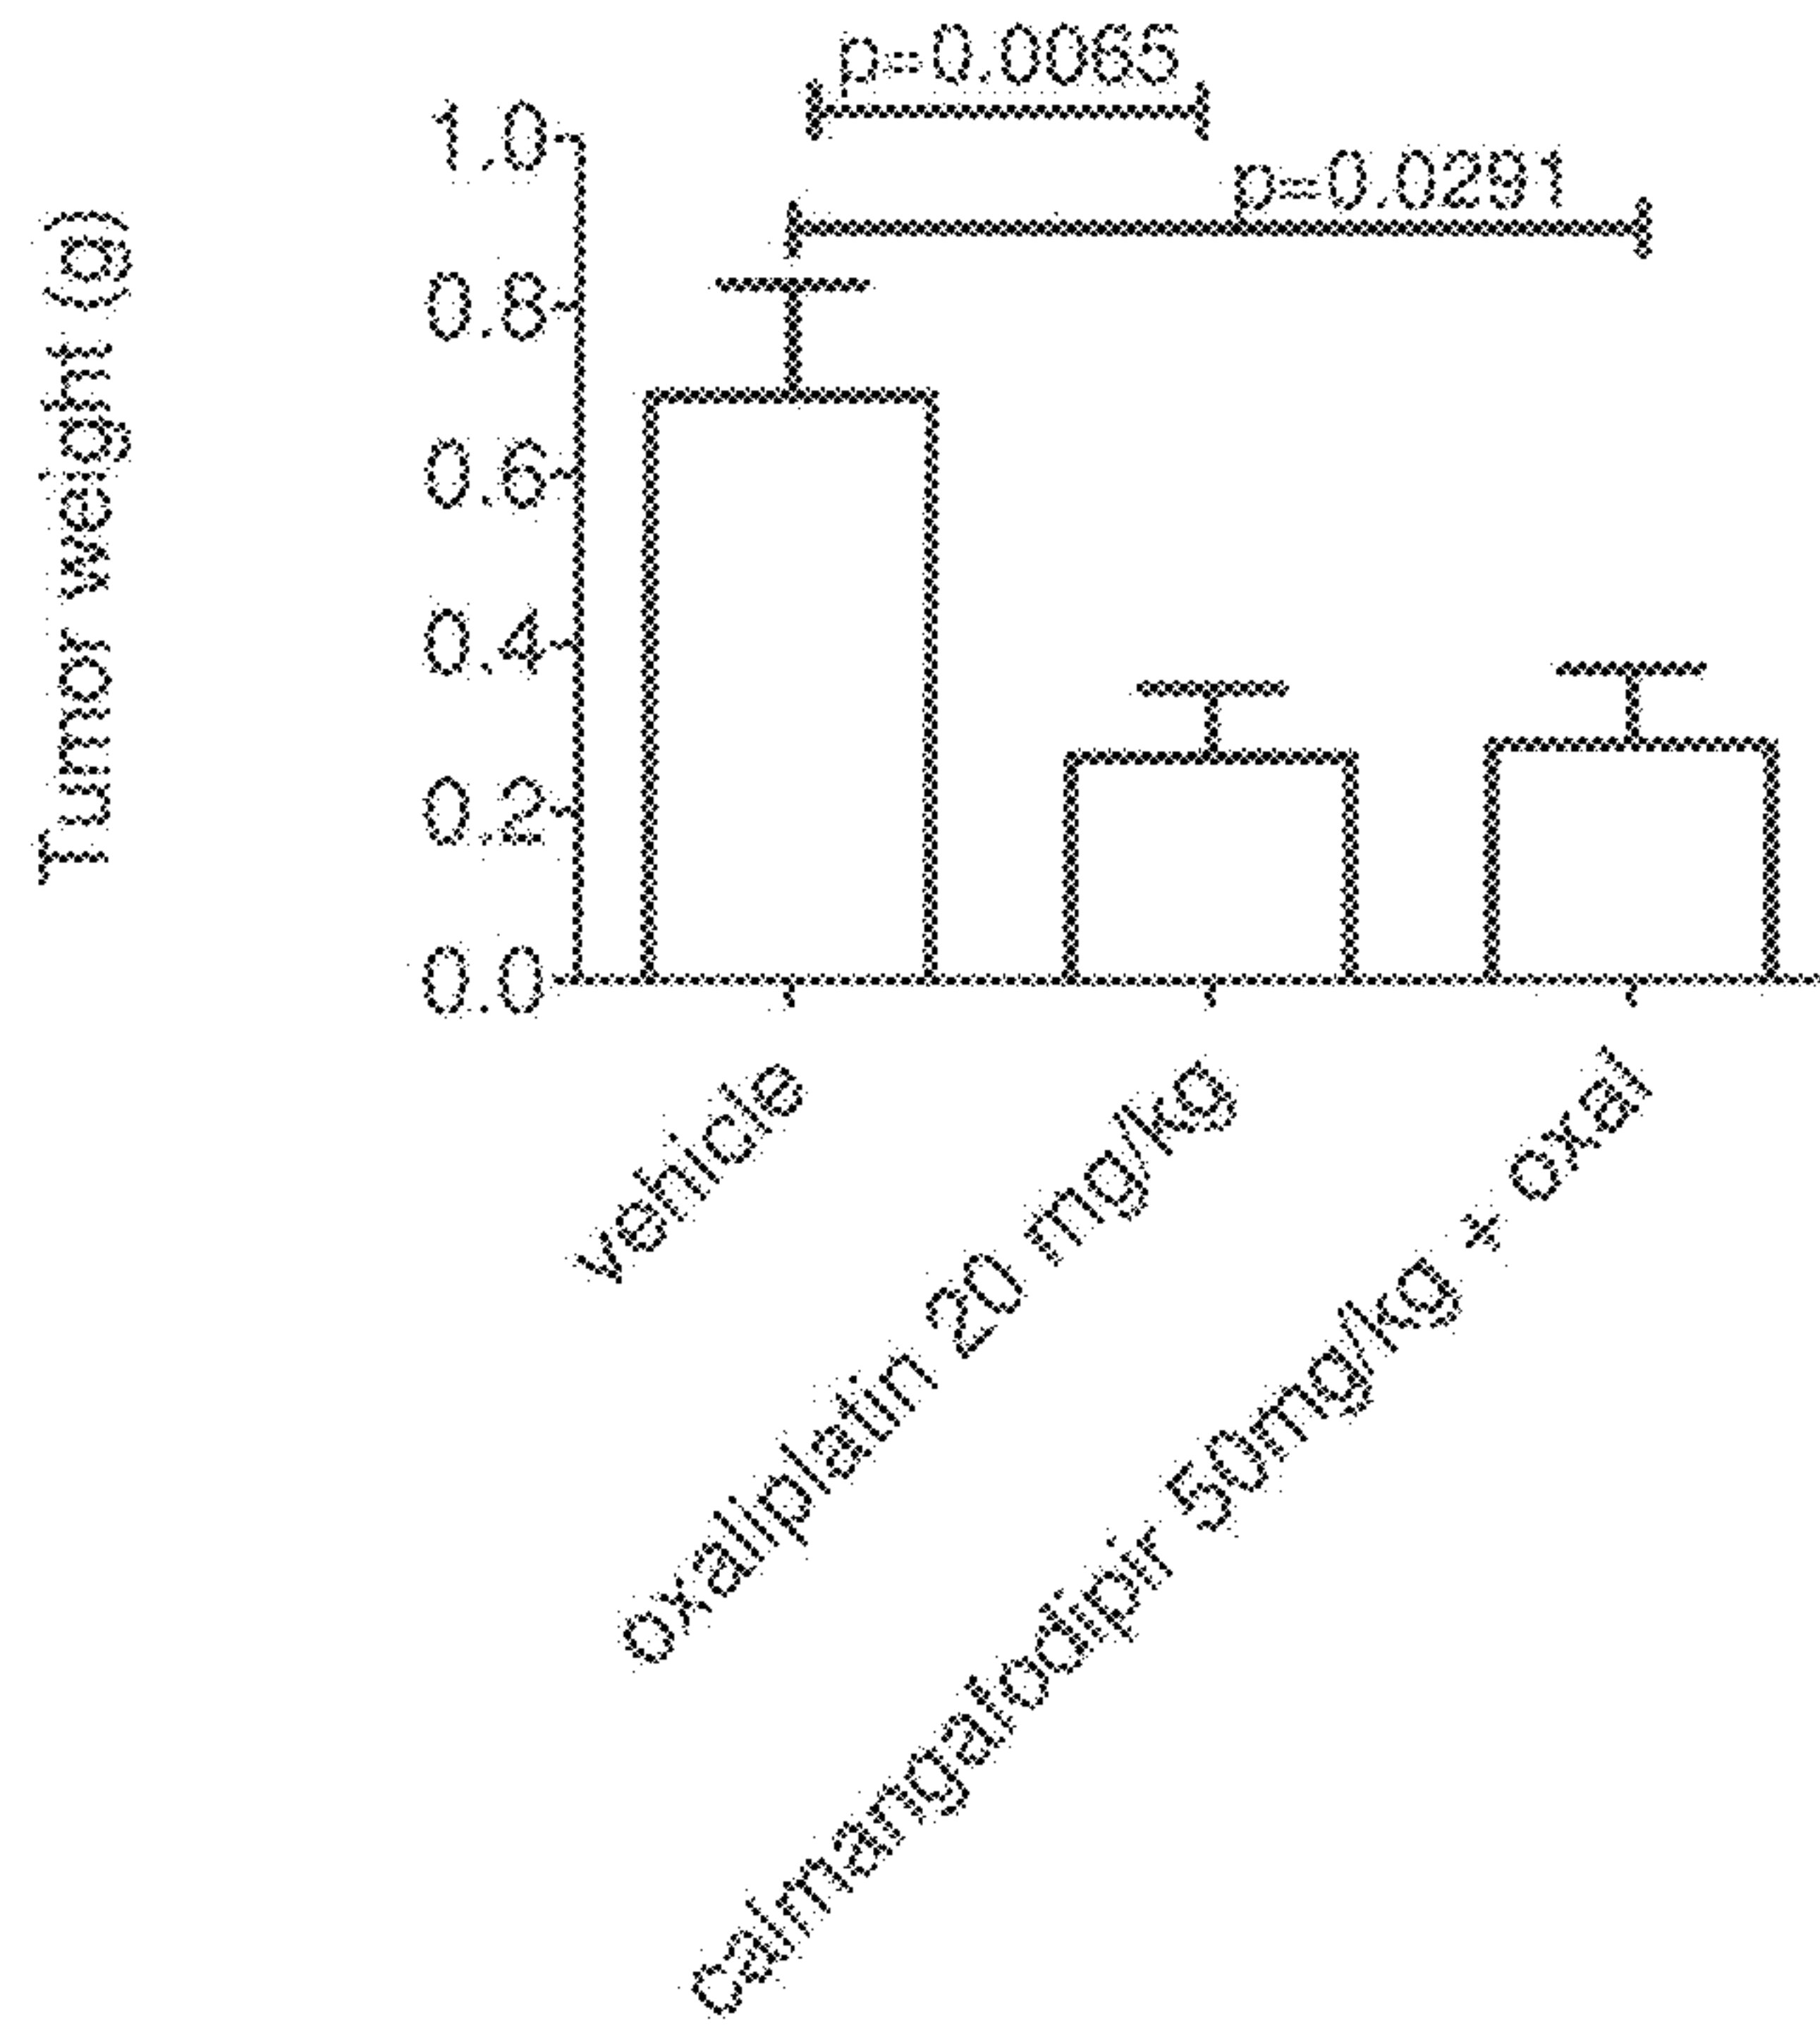 p=0.0065
p=0.0291
Tumor weight (g)
1.0
0.8
0.6
0.4
0.2
0.0
vehicle
oxaliplatin 20 mg/kg
calmangafodipir 50mg/kg + oxal